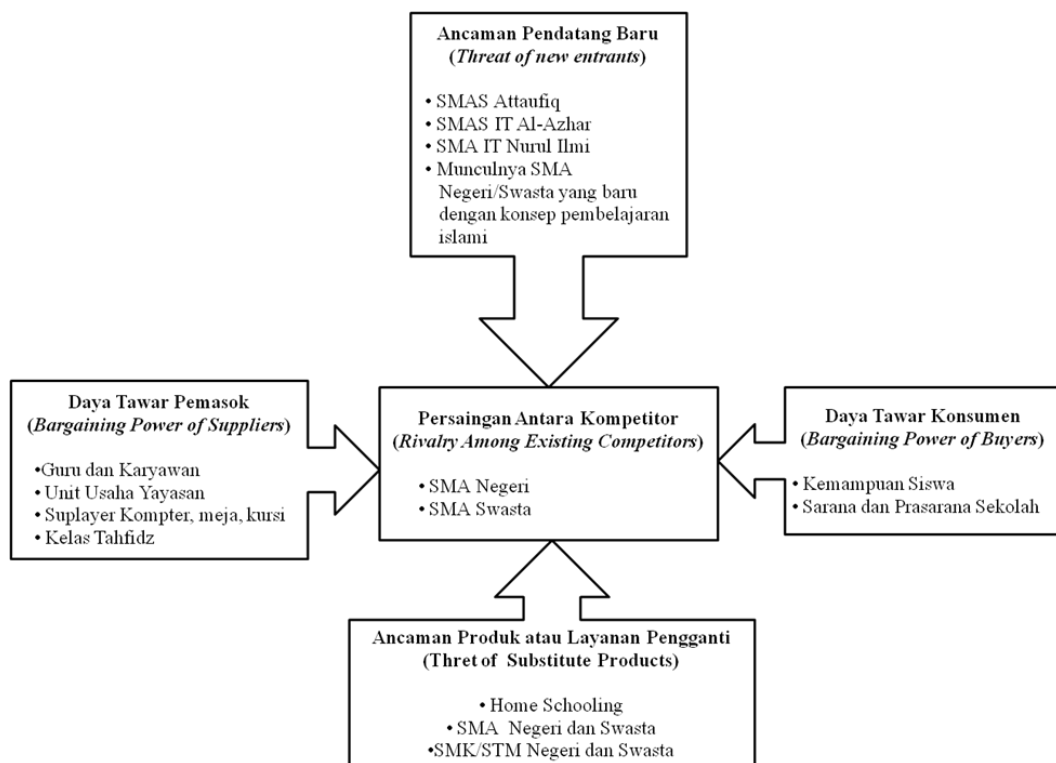 Ancaman Pendatang Baru
(Threat of new entrants)
• SMAS Attaufiq
• SMAS IT Al-Azhar
• SMA IT Nurul Ilmi
• Munculnya SMA
Negeri/Swasta yang baru
dengan konsep pembelajaran
islami
Daya Tawar Pemasok
(Bargaining Power of Suppliers)
•Guru dan Karyawan
• Unit Usaha Yayasan
• Suplayer Kompter, meja, kursi
• Kelas Tahfidz
Persaingan Antara Kompetitor
(Rivalry Among Existing Competitors)
• SMA Negeri
• SMA Swasta
Daya Tawar Konsumen
(Bargaining Power of Buyers)
• Kemampuan Siswa
• Sarana dan Prasarana Sekolah
Ancaman Produk atau Layanan Pengganti
(Thret of Substitute Products)
• Home Schooling
• SMA Negeri dan Swasta
•SMK/STM Negeri dan Swasta